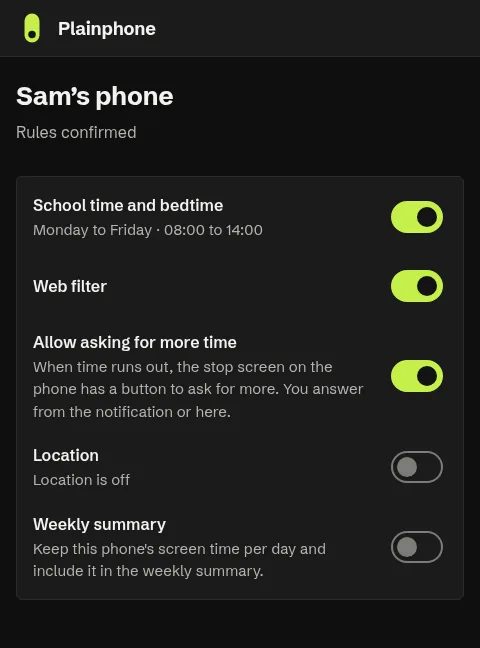 Plainphone
Sam’s phone
Rules confirmed
School time and bedtime
Monday to Friday · 08:00 to 14:00
Web filter
Allow asking for more time
When time runs out, the stop screen on the
phone has a button to ask for more. You answer
from the notification or here.
Location
Location is off
Weekly summary
Keep this phone's screen time per day and
include it in the weekly summary.